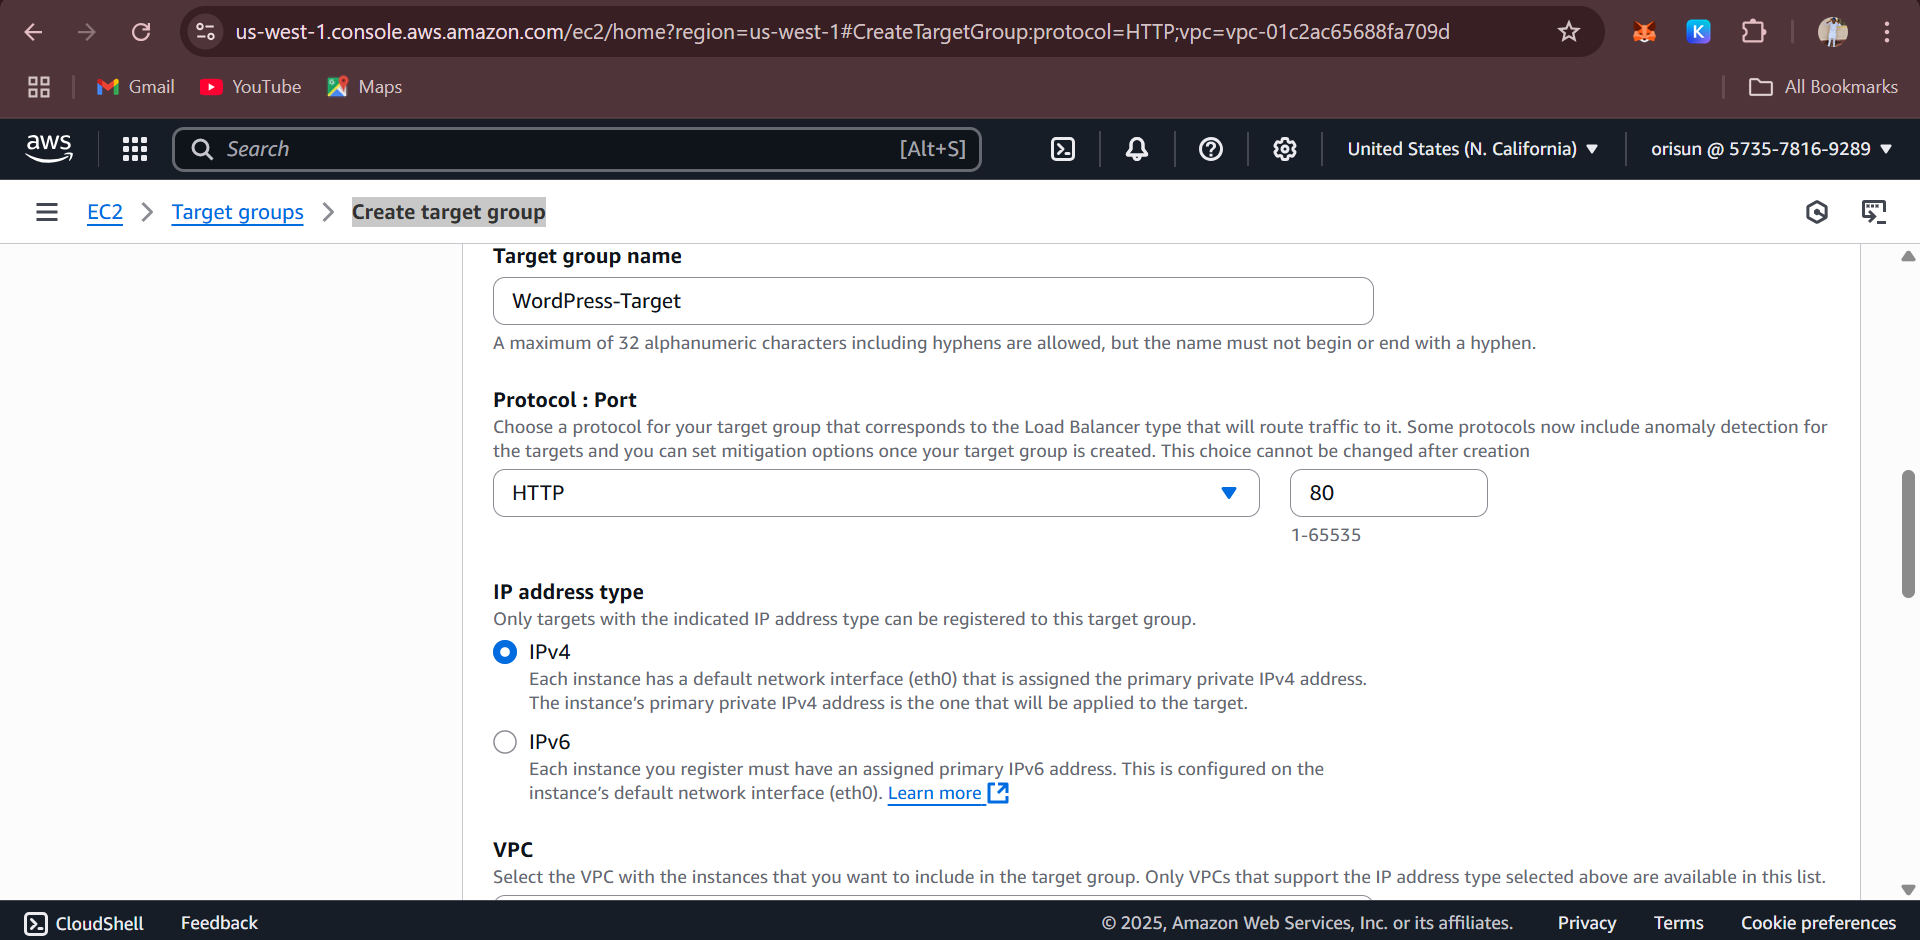 us-west-1.console.aws.amazon.com/ec2/home?region=us-west-1#CreateTargetGroup:protocol=HTTP;vpc=vpc-01c2ac65688fa709d
K
Gmail
YouTube
Maps
All Bookmarks
aws
Search
[Alt+S]
United States (N. California)
orisun @ 5735-7816-9289
EC2
Target groups
Create target group
Target group name
WordPress-Target
A maximum of 32 alphanumeric characters including hyphens are allowed, but the name must not begin or end with a hyphen.
Protocol : Port
Choose a protocol for your target group that corresponds to the Load Balancer type that will route traffic to it. Some protocols now include anomaly detection for
the targets and you can set mitigation options once your target group is created. This choice cannot be changed after creation
HTTP
80
1-65535
IP address type
Only targets with the indicated IP address type can be registered to this target group.
IPv4
Each instance has a default network interface (eth0) that is assigned the primary private IPv4 address.
The instance’s primary private IPv4 address is the one that will be applied to the target.
IPv6
Each instance you register must have an assigned primary IPv6 address. This is configured on the
instance’s default network interface (eth0). Learn more
VPC
Select the VPC with the instances that you want to include in the target group. Only VPCs that support the IP address type selected above are available in this list.
CloudShell
Feedback
© 2025, Amazon Web Services, Inc. or its affiliates.
Privacy
Terms
Cookie preferences